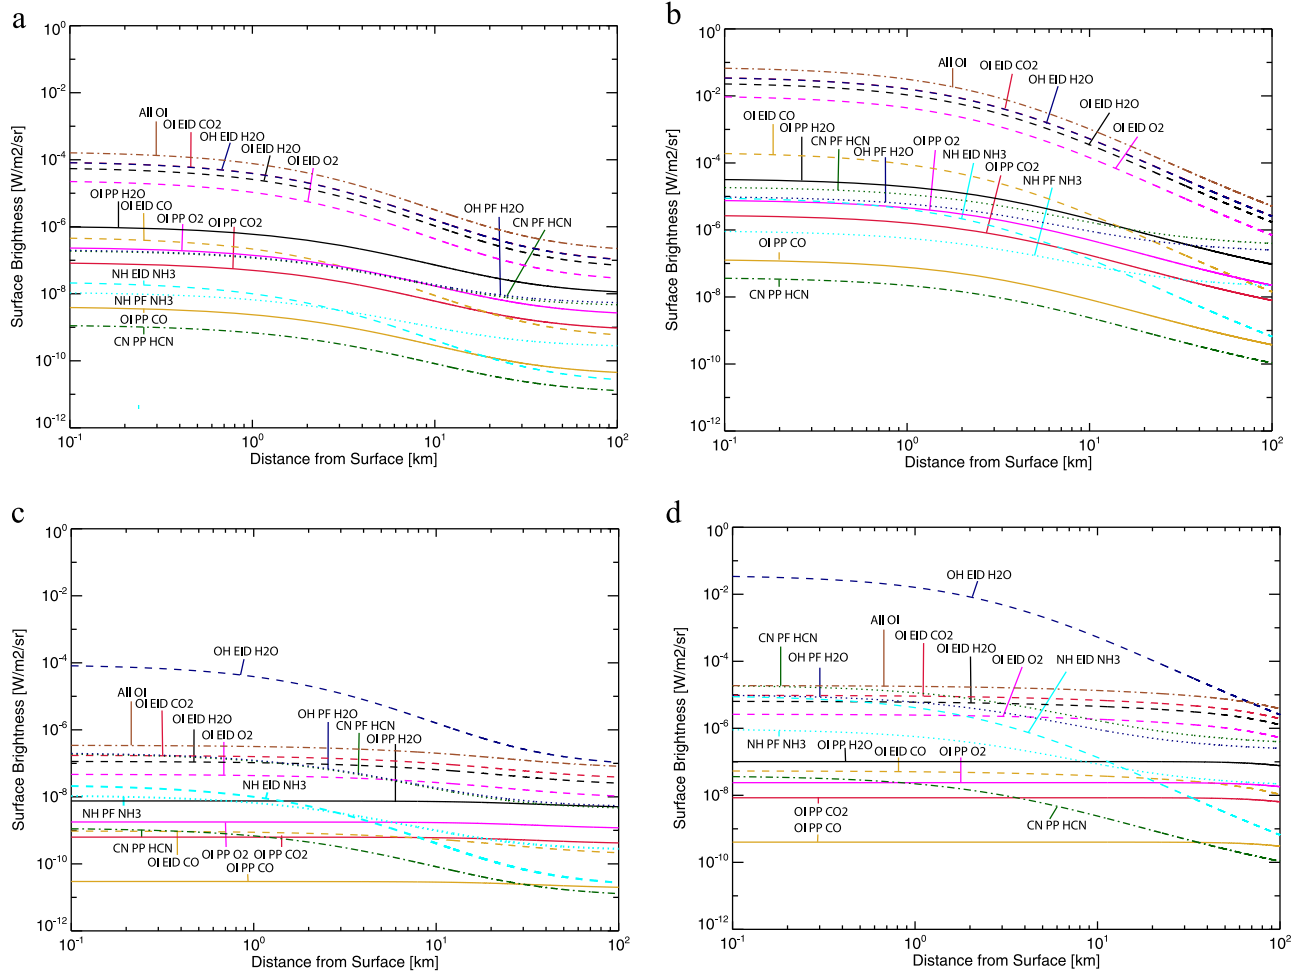 a
10^0
10^-2
10^-4
10^-6
10^-8
10^-10
10^-12
Surface Brightness [W/m2/sr]
All OI
OI EID CO2
OH EID H2O
OI EID H2O
OI EID O2
OI PP H2O
OI EID CO
OI PP O2
OI PP CO2
OH PF H2O
CN PF HCN
NH EID NH3
NH PF NH3
OI PP CO
CN PP HCN
10^-1 10^0 10^1 10^2
Distance from Surface [km]
b
10^0
10^-2
10^-4
10^-6
10^-8
10^-10
10^-12
Surface Brightness [W/m2/sr]
All OI
OI EID CO2
OH EID H2O
OI EID H2O
OI EID O2
OI EID CO
OI PP H2O
CN PF HCN
OH PF H2O
OI PP O2
NH EID NH3
OI PP CO2
NH PF NH3
OI PP CO
CN PP HCN
10^-1 10^0 10^1 10^2
Distance from Surface [km]
c
10^0
10^-2
10^-4
10^-6
10^-8
10^-10
10^-12
Surface Brightness [W/m2/sr]
OH EID H2O
All OI
OI EID CO2
OI EID H2O
OI EID O2
OH PF H2O
CN PF HCN
OI PP H2O
NH EID NH3
NH PF NH3
CN PP HCN
OI EID CO
OI PP O2
OI PP CO2
OI PP CO
10^-1 10^0 10^1 10^2
Distance from Surface [km]
d
10^0
10^-2
10^-4
10^-6
10^-8
10^-10
10^-12
Surface Brightness [W/m2/sr]
OH EID H2O
All OI
CN PF HCN
OH PF H2O
OI EID CO2
OI EID H2O
OI EID O2
NH EID NH3
NH PF NH3
OI PP H2O
OI EID CO
OI PP O2
OI PP CO2
OI PP CO
CN PP HCN
10^-1 10^0 10^1 10^2
Distance from Surface [km]